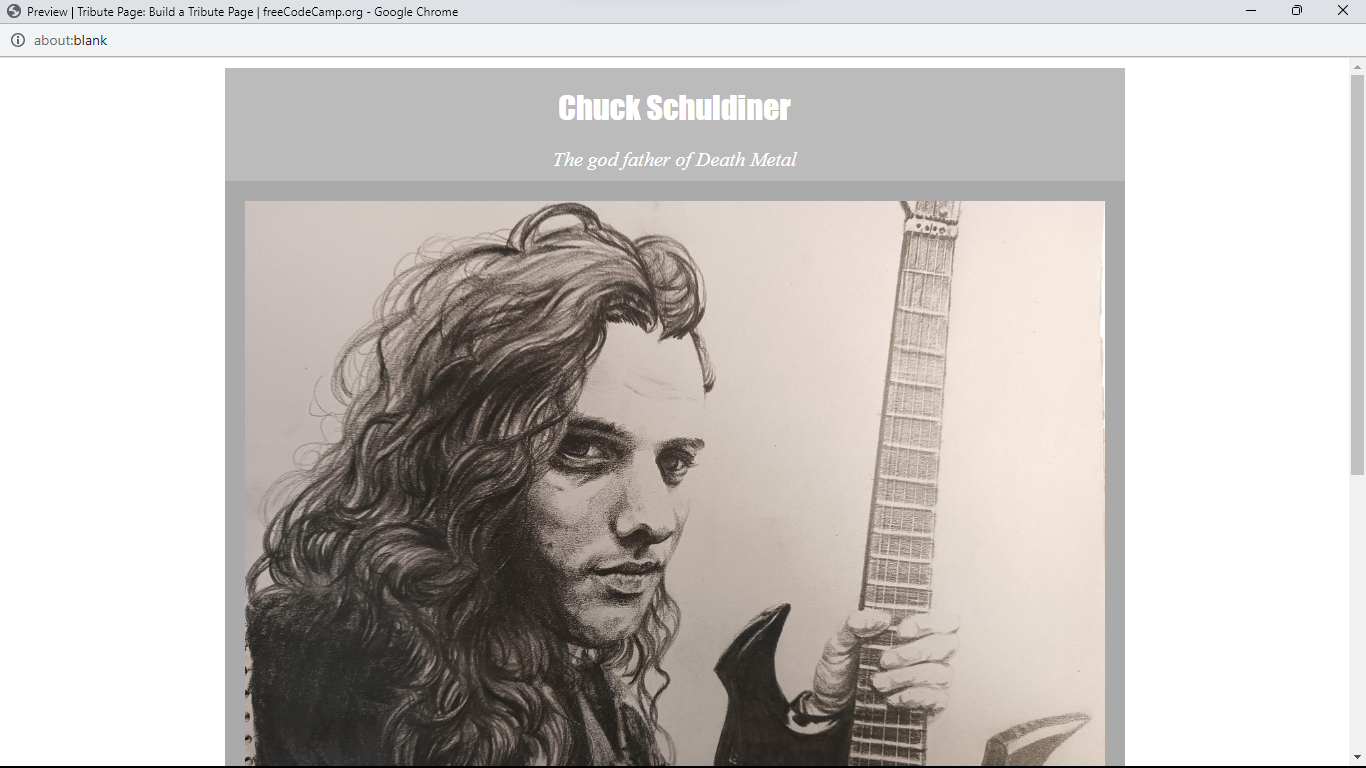 Preview | Tribute Page: Build a Tribute Page | freeCodeCamp.org - Google Chrome
about:blank
Chuck Schuldiner
The god father of Death Metal